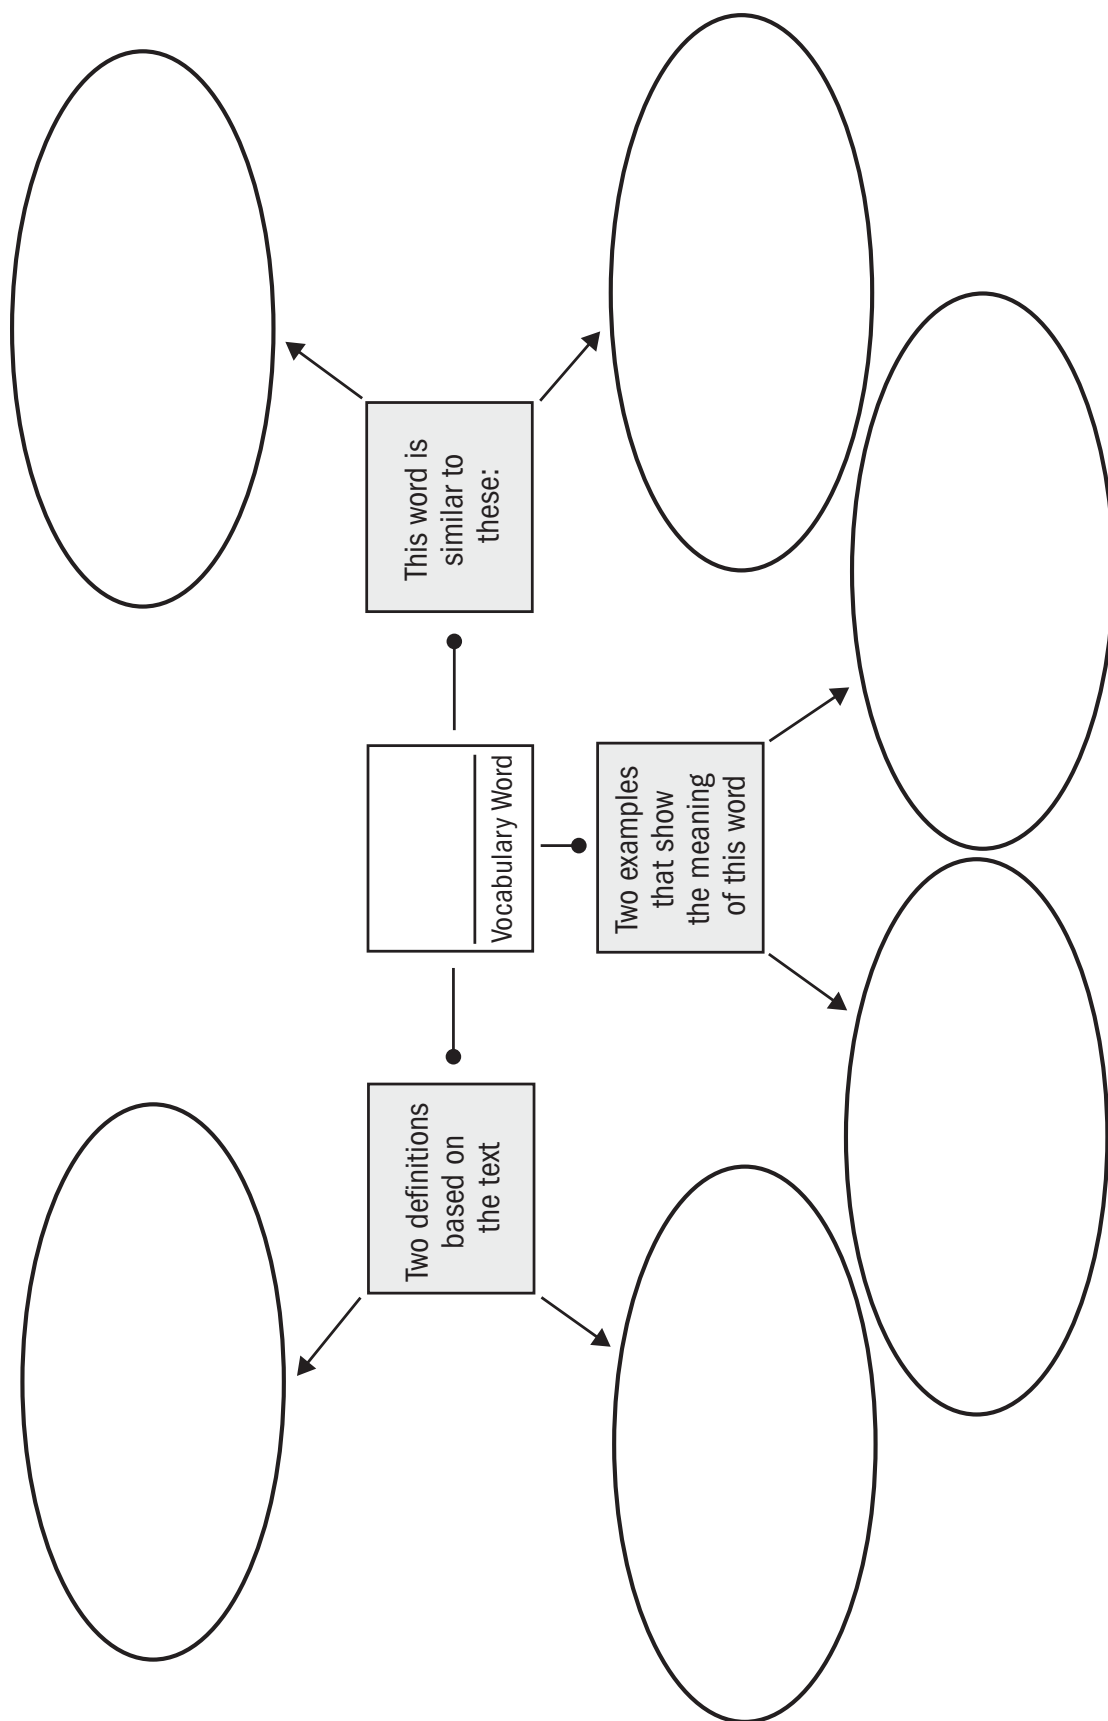 Two definitions
based on
the text
Vocabulary Word
This word is
similar to
these:
Two examples
that show
the meaning
of this word